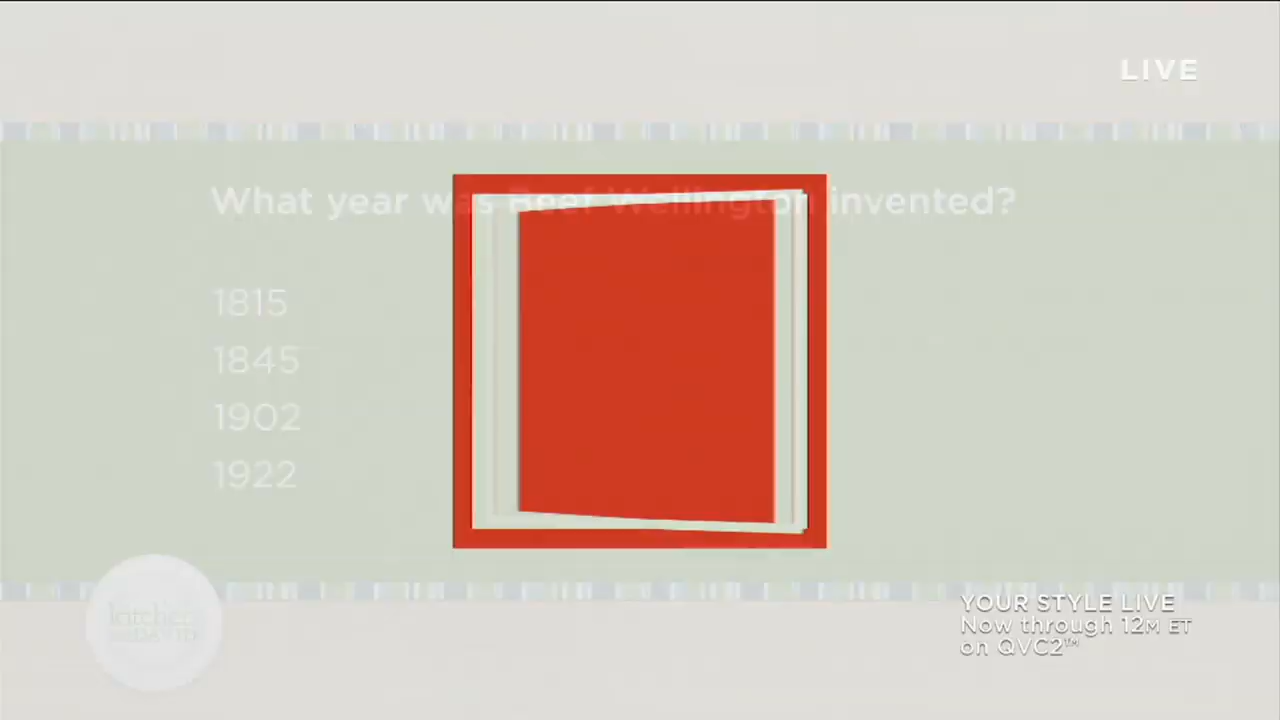 LIVE
What year was Beef Wellington invented?
1815
1845
1902
1922
YOUR STYLE LIVE
Now through 12M ET
on QVC2™